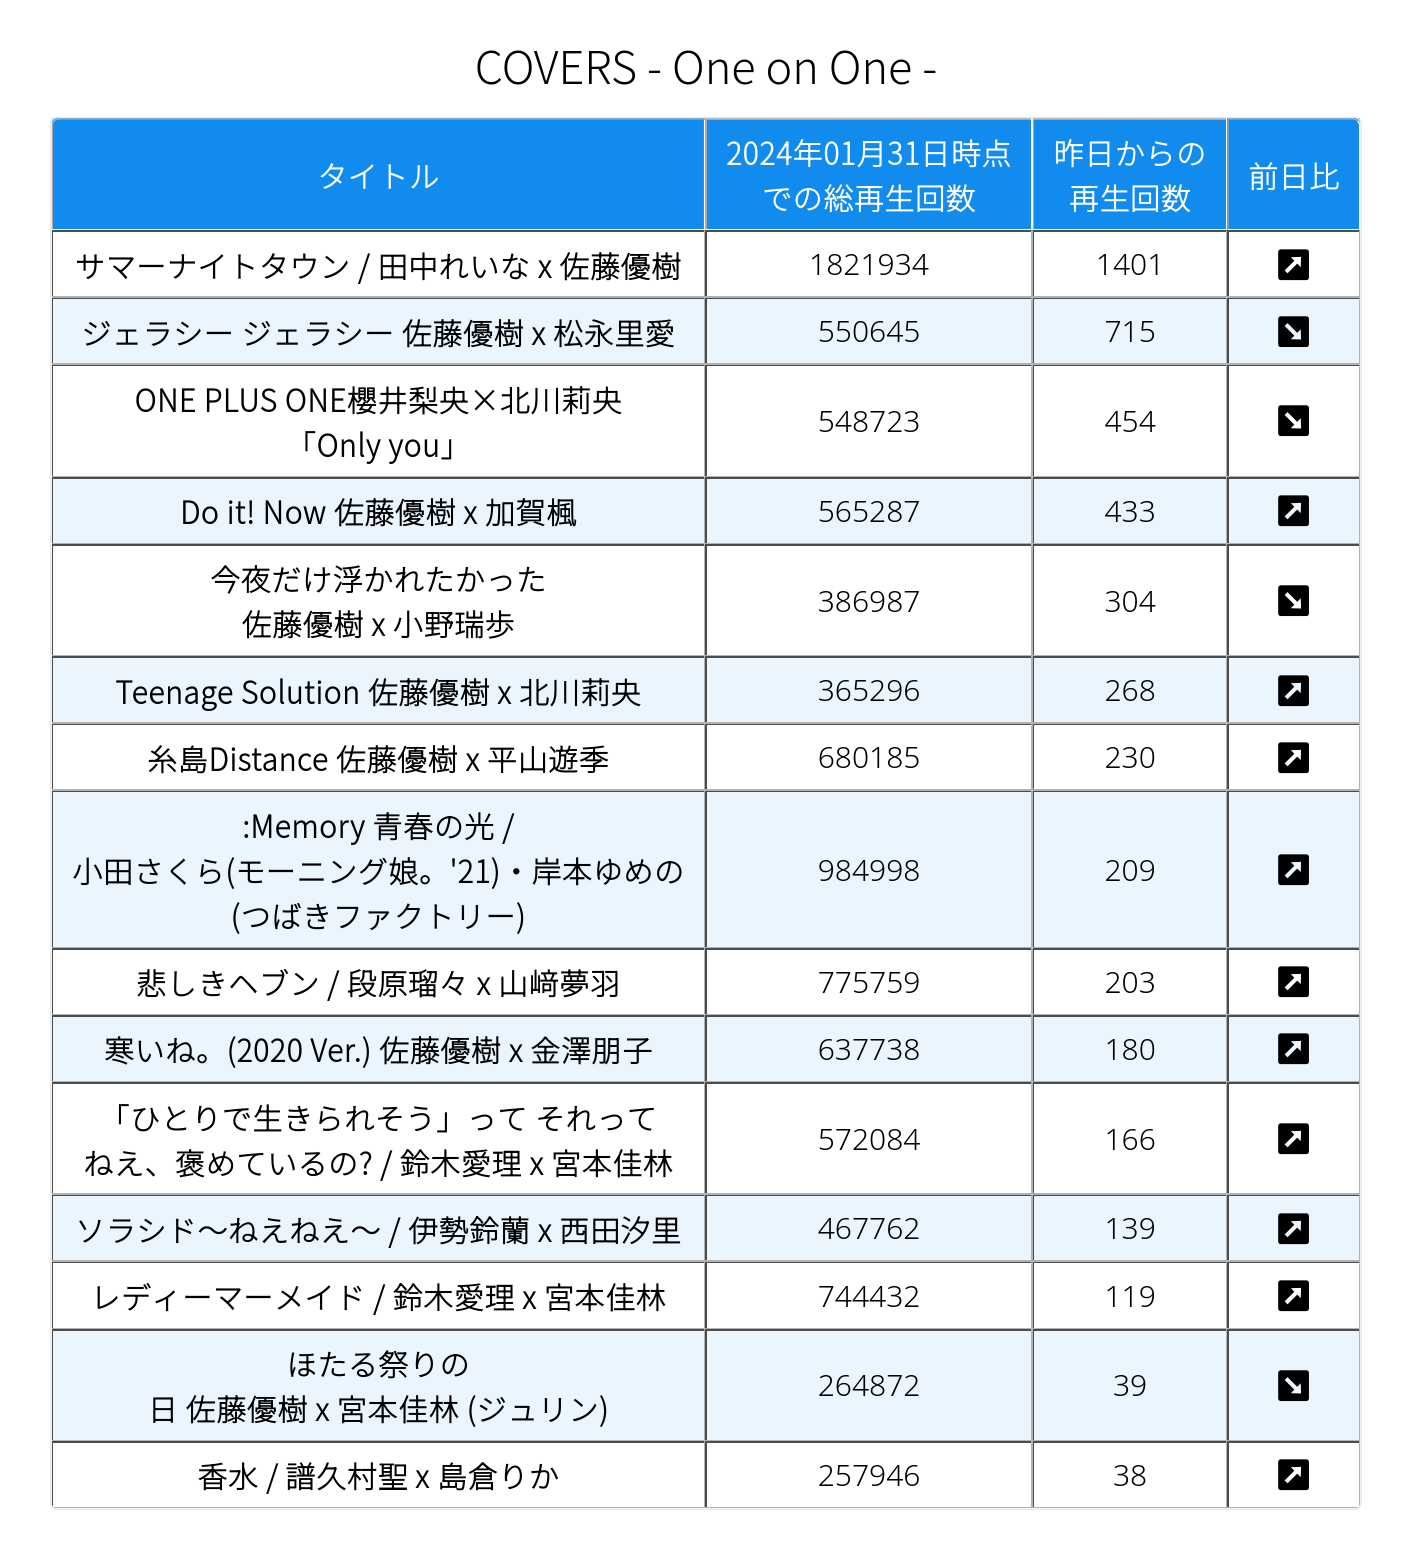 COVERS - One on One -
タイトル
2024年01月31日時点
での総再生回数
昨日からの
再生回数
前日比
サマーナイトタウン / 田中れいな x 佐藤優樹
1821934
1401
ジェラシー ジェラシー 佐藤優樹 x 松永里愛
550645
715
ONE PLUS ONE櫻井梨央×北川莉央
「Only you」
548723
454
Do it! Now 佐藤優樹 x 加賀楓
565287
433
今夜だけ浮かれたかった
佐藤優樹 x 小野瑞歩
386987
304
Teenage Solution 佐藤優樹 x 北川莉央
365296
268
糸島Distance 佐藤優樹 x 平山遊季
680185
230
:Memory 青春の光 /
小田さくら(モーニング娘。'21)・岸本ゆめの
(つばきファクトリー)
984998
209
悲しきヘブン / 段原瑠々 x 山﨑夢羽
775759
203
寒いね。(2020 Ver.) 佐藤優樹 x 金澤朋子
637738
180
「ひとりで生きられそう」って それって
ねえ、褒めているの? / 鈴木愛理 x 宮本佳林
572084
166
ソラシド〜ねえねえ〜 / 伊勢鈴蘭 x 西田汐里
467762
139
レディーマーメイド / 鈴木愛理 x 宮本佳林
744432
119
ほたる祭りの
日 佐藤優樹 x 宮本佳林 (ジュリン)
264872
39
香水 / 譜久村聖 x 島倉りか
257946
38